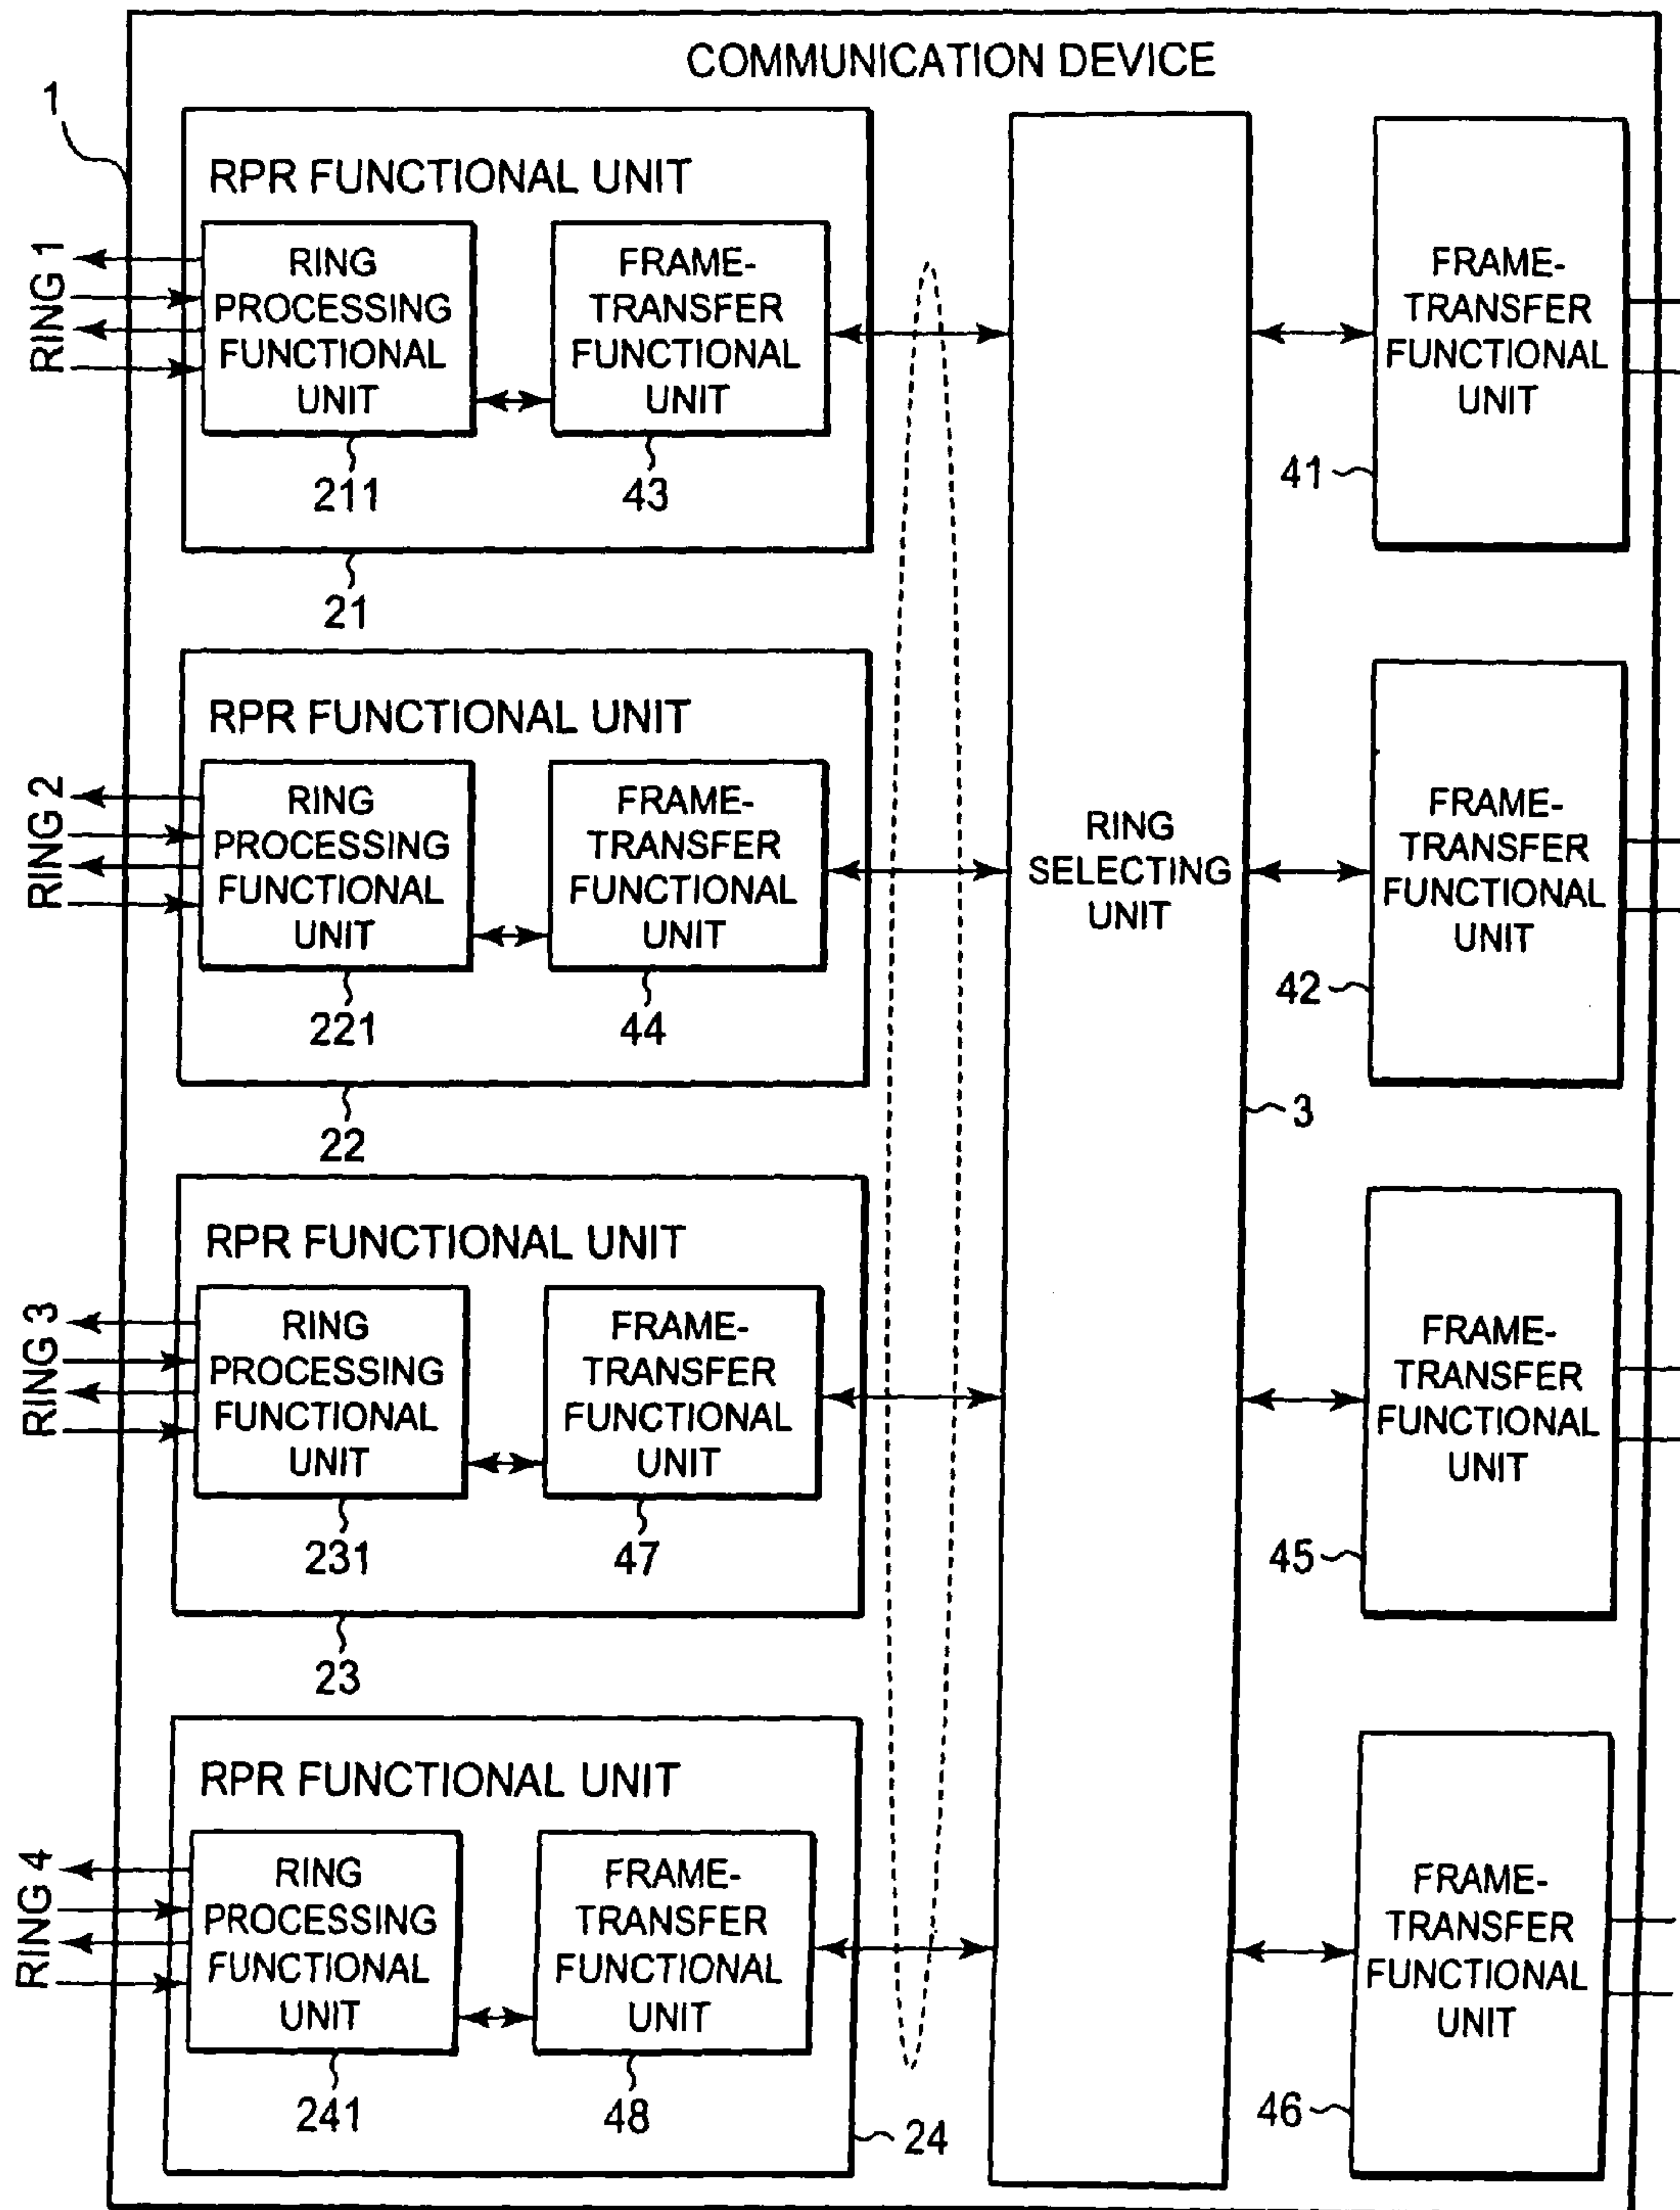 COMMUNICATION DEVICE
1
RPR FUNCTIONAL UNIT
RING 1
RING
PROCESSING
FUNCTIONAL
UNIT
211
FRAME-
TRANSFER
FUNCTIONAL
UNIT
43
21
RPR FUNCTIONAL UNIT
RING 2
RING
PROCESSING
FUNCTIONAL
UNIT
221
FRAME-
TRANSFER
FUNCTIONAL
UNIT
44
22
RPR FUNCTIONAL UNIT
RING 3
RING
PROCESSING
FUNCTIONAL
UNIT
231
FRAME-
TRANSFER
FUNCTIONAL
UNIT
47
23
RPR FUNCTIONAL UNIT
RING 4
RING
PROCESSING
FUNCTIONAL
UNIT
241
FRAME-
TRANSFER
FUNCTIONAL
UNIT
48
24
RING
SELECTING
UNIT
3
FRAME-
TRANSFER
FUNCTIONAL
UNIT
41
FRAME-
TRANSFER
FUNCTIONAL
UNIT
42
FRAME-
TRANSFER
FUNCTIONAL
UNIT
45
FRAME-
TRANSFER
FUNCTIONAL
UNIT
46